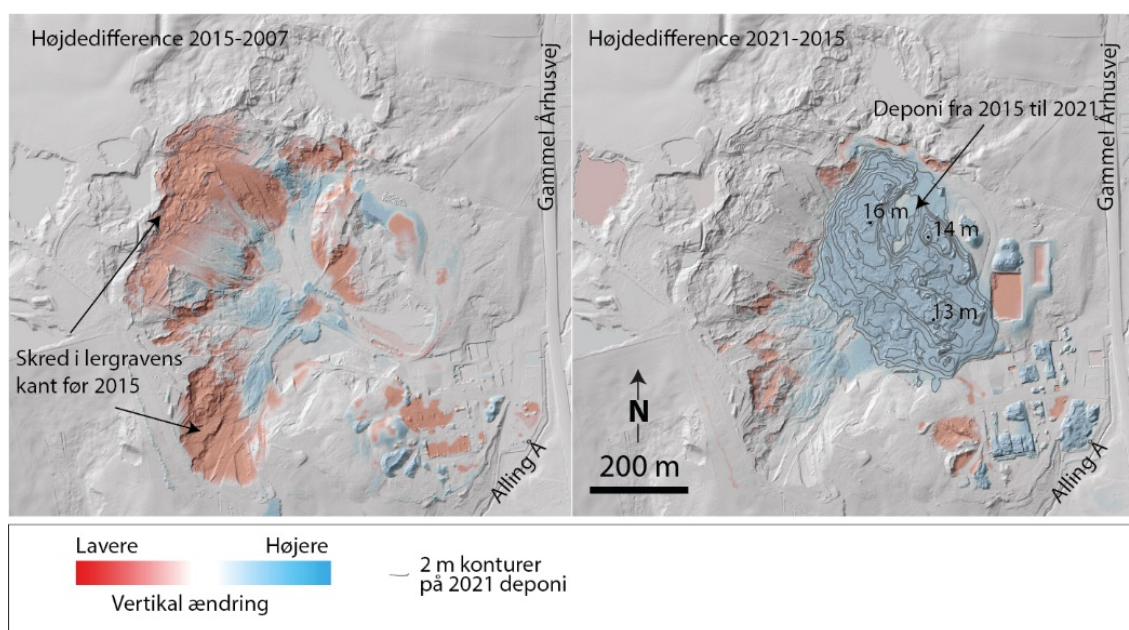 Højdedifference 2015-2007
Gammel Århusvej
Skred i lergravens
kant før 2015
Alling Å
Højdedifference 2021-2015
Gammel Århusvej
Deponi fra 2015 til 2021
16 m
14 m
13 m
N
200 m
Alling Å
Lavere
Højere
Vertikal ændring
2 m konturer
på 2021 deponi